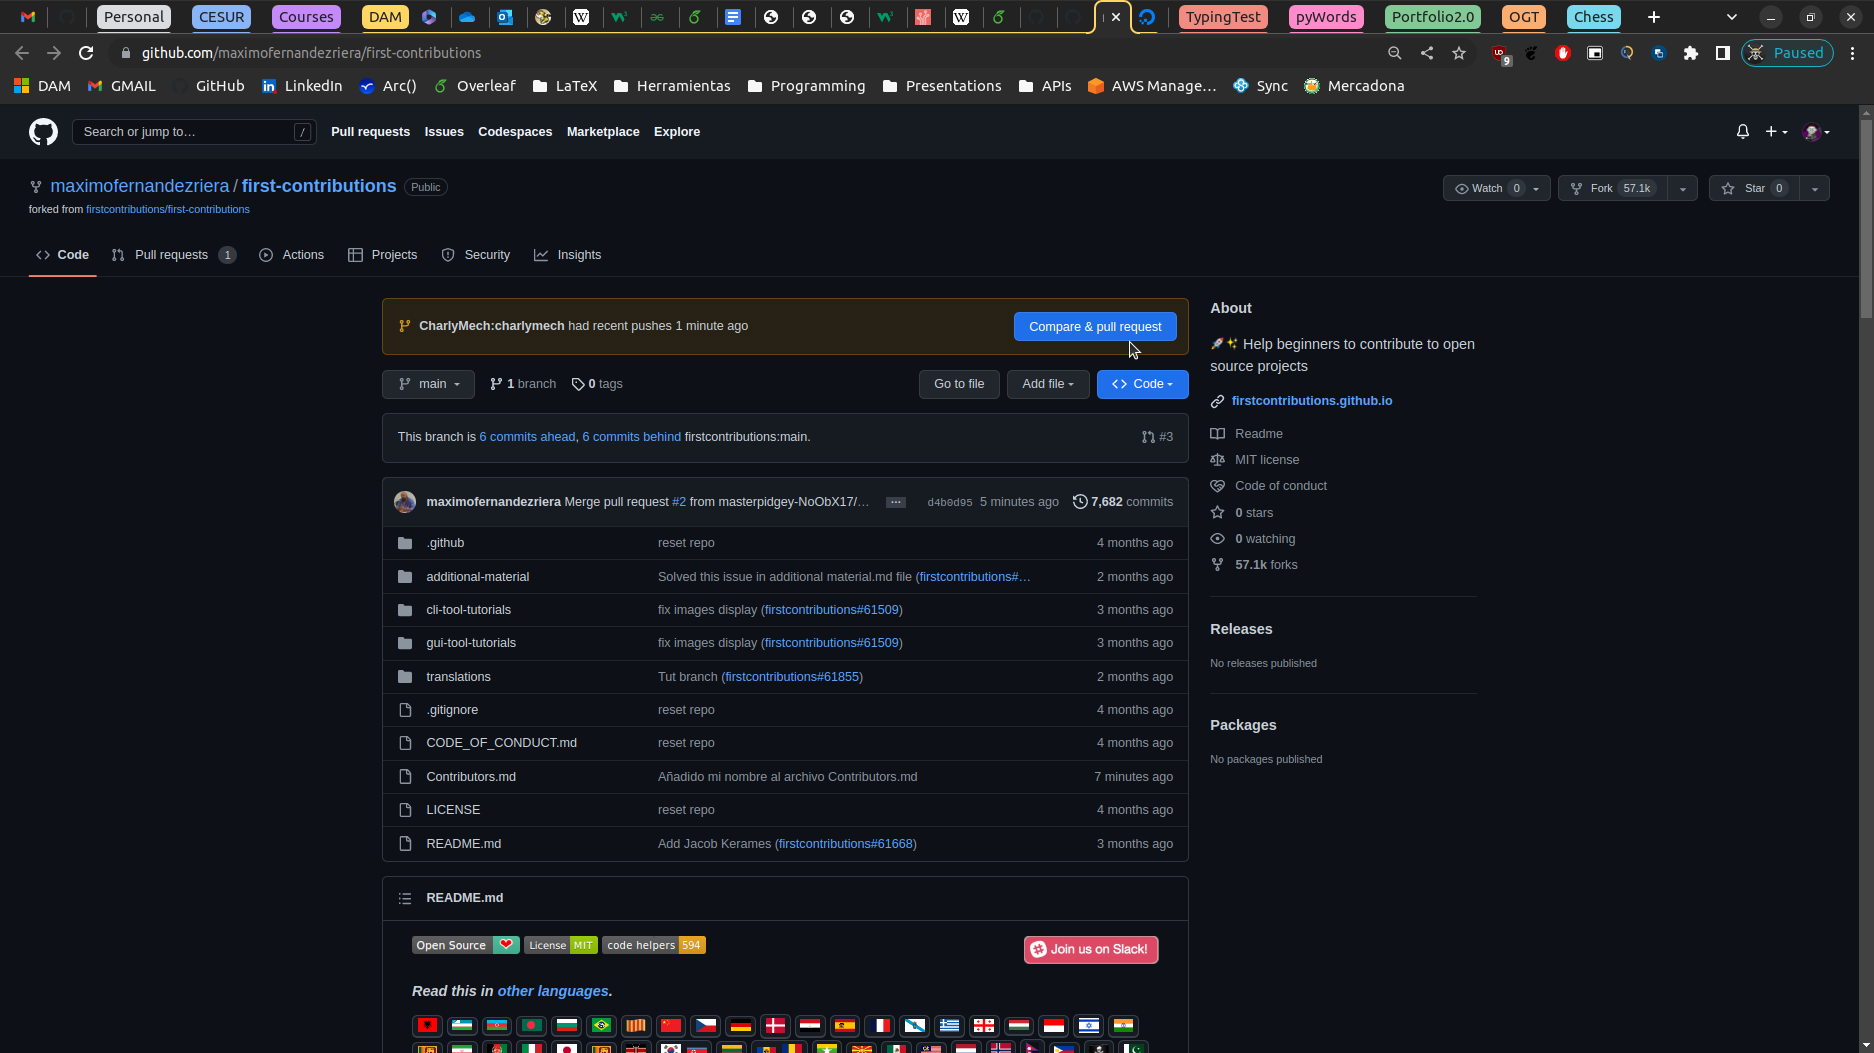 Personal CESUR Courses DAM TypingTest pyWords Portfolio2.0 OGT Chess
github.com/maximofernandezriera/first-contributions 9 Paused
DAM GMAIL GitHub LinkedIn Arc() Overleaf LaTeX Herramientas Programming Presentations APIs AWS Manage... Sync Mercadona
Search or jump to... / Pull requests Issues Codespaces Marketplace Explore
maximofernandezriera / first-contributions Public Watch 0 Fork 57.1k Star 0
forked from firstcontributions/first-contributions
Code Pull requests 1 Actions Projects Security Insights
CharlyMech:charlymech had recent pushes 1 minute ago Compare & pull request
main 1 branch 0 tags Go to file Add file Code
This branch is 6 commits ahead, 6 commits behind firstcontributions:main. #3
maximofernandezriera Merge pull request #2 from masterpidgey-NoObX17/... ... d4b0d95 5 minutes ago 7,682 commits
.github reset repo 4 months ago
additional-material Solved this issue in additional material.md file (firstcontributions#... 2 months ago
cli-tool-tutorials fix images display (firstcontributions#61509) 3 months ago
gui-tool-tutorials fix images display (firstcontributions#61509) 3 months ago
translations Tut branch (firstcontributions#61855) 2 months ago
.gitignore reset repo 4 months ago
CODE_OF_CONDUCT.md reset repo 4 months ago
Contributors.md Añadido mi nombre al archivo Contributors.md 7 minutes ago
LICENSE reset repo 4 months ago
README.md Add Jacob Kerames (firstcontributions#61668) 3 months ago
README.md
Open Source License MIT code helpers 594 Join us on Slack!
Read this in other languages.
About
Help beginners to contribute to open
source projects
firstcontributions.github.io
Readme
MIT license
Code of conduct
0 stars
0 watching
57.1k forks
Releases
No releases published
Packages
No packages published